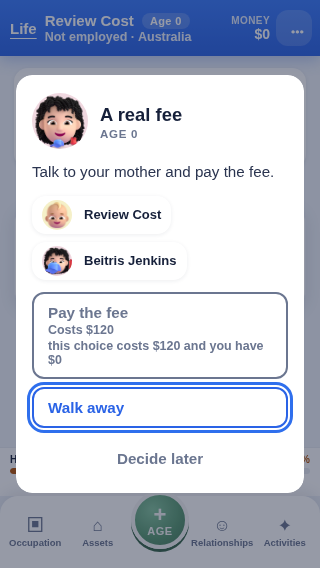 Life
Review Cost Age 0
Not employed · Australia
MONEY
$0
...
A real fee
AGE 0
Talk to your mother and pay the fee.
Review Cost
Beitris Jenkins
Pay the fee
Costs $120
this choice costs $120 and you have
$0
Walk away
Decide later
H
%
+
AGE
Occupation
Assets
Relationships
Activities